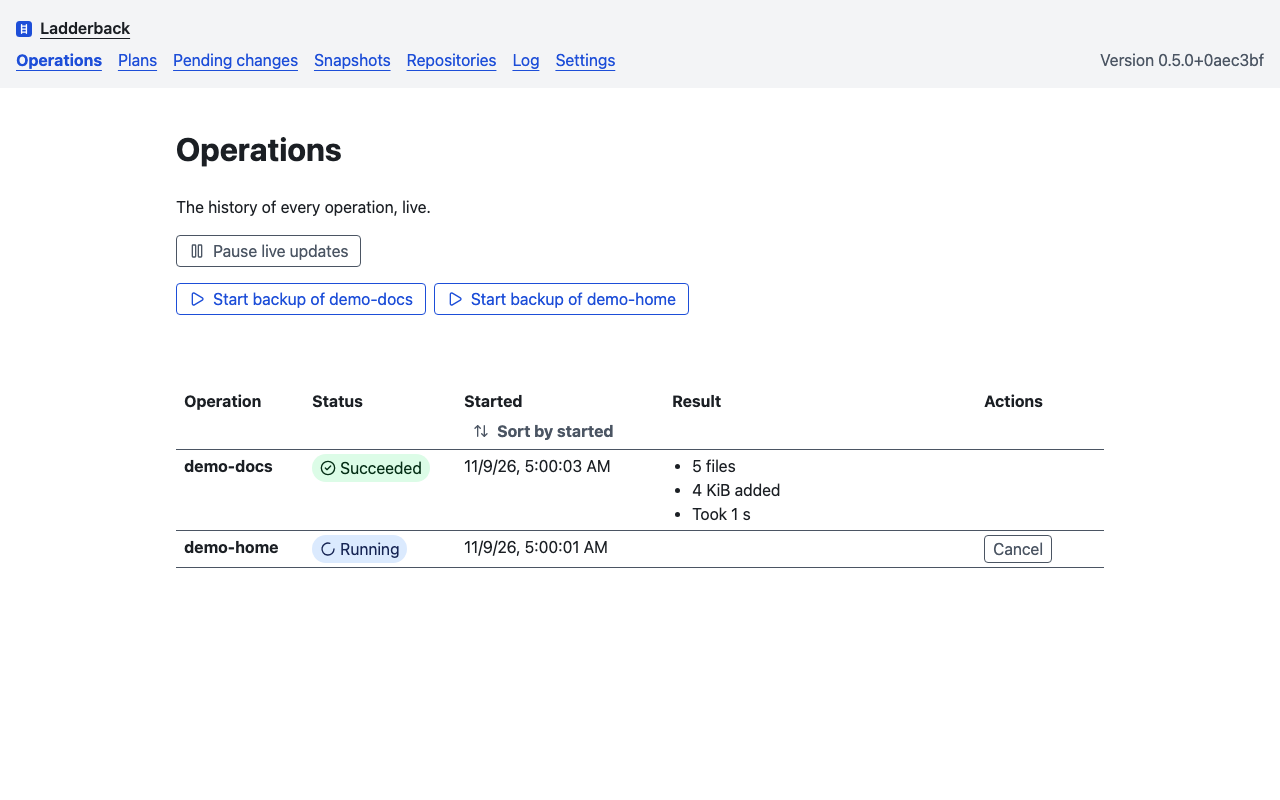 Ladderback
Operations Plans Pending changes Snapshots Repositories Log Settings Version 0.5.0+0aec3bf
Operations
The history of every operation, live.
Pause live updates
Start backup of demo-docs Start backup of demo-home
Operation Status Started Result Actions
Sort by started
demo-docs Succeeded 11/9/26, 5:00:03 AM • 5 files
• 4 KiB added
• Took 1 s
demo-home Running 11/9/26, 5:00:01 AM Cancel